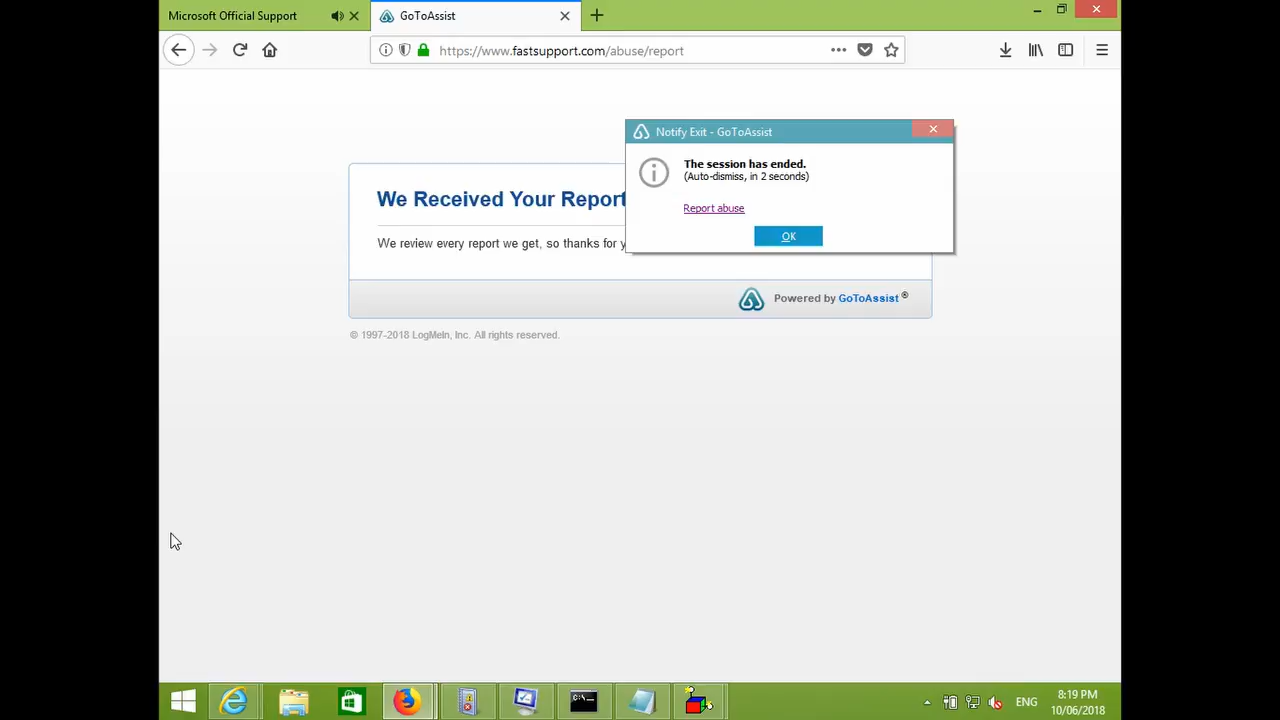 Microsoft Official Support
GoToAssist
https://www.fastsupport.com/abuse/report
Notify Exit - GoToAssist
The session has ended.
(Auto-dismiss, in 2 seconds)
Report abuse
OK
We Received Your Report
We review every report we get, so thanks for
Powered by GoToAssist ®
© 1997-2018 LogMeIn, Inc. All rights reserved.
C:\
ENG
8:19 PM
10/06/2018